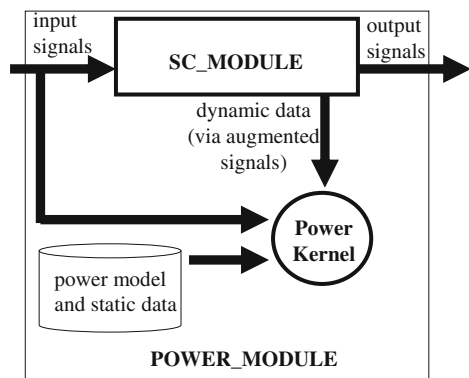 input
signals
output
signals
SC_MODULE
dynamic data
(via augmented
signals)
Power
Kernel
power model
and static data
POWER_MODULE